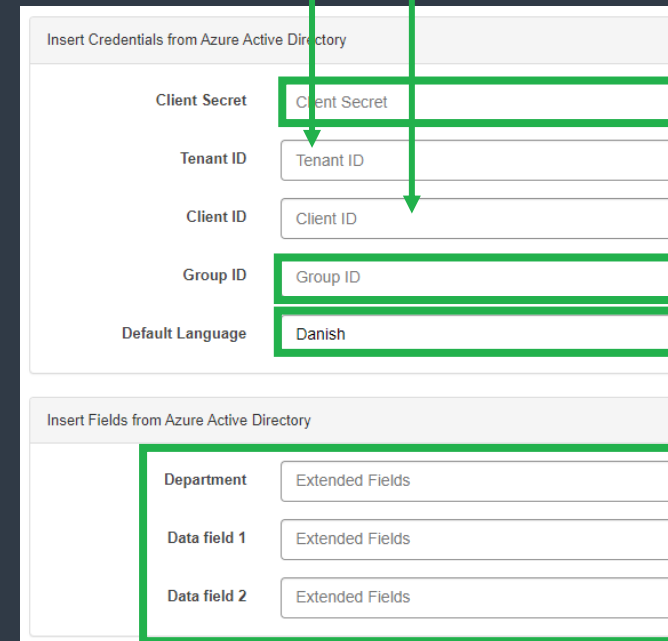 Insert Credentials from Azure Active Directory
Client Secret Client Secret
Tenant ID Tenant ID
Client ID Client ID
Group ID Group ID
Default Language Danish
Insert Fields from Azure Active Directory
Department Extended Fields
Data field 1 Extended Fields
Data field 2 Extended Fields